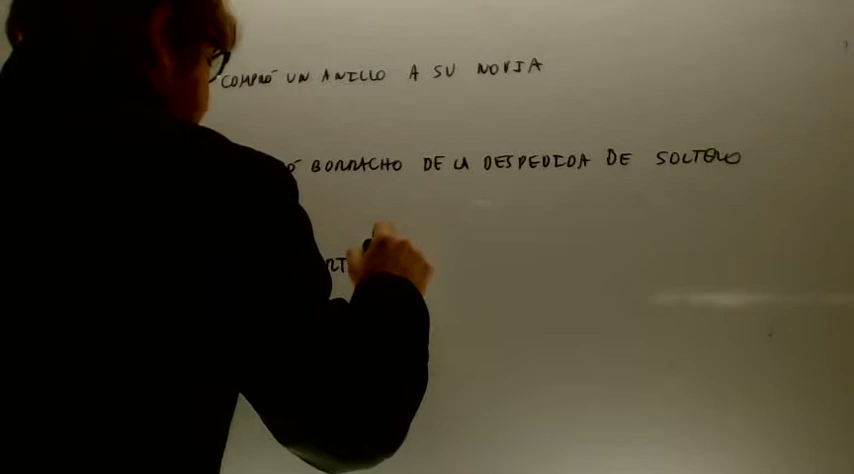 COMPRÓ UN ANILLO A SU NOVIA
BORRACHO DE LA DESPEDIDA DE SOLTERO